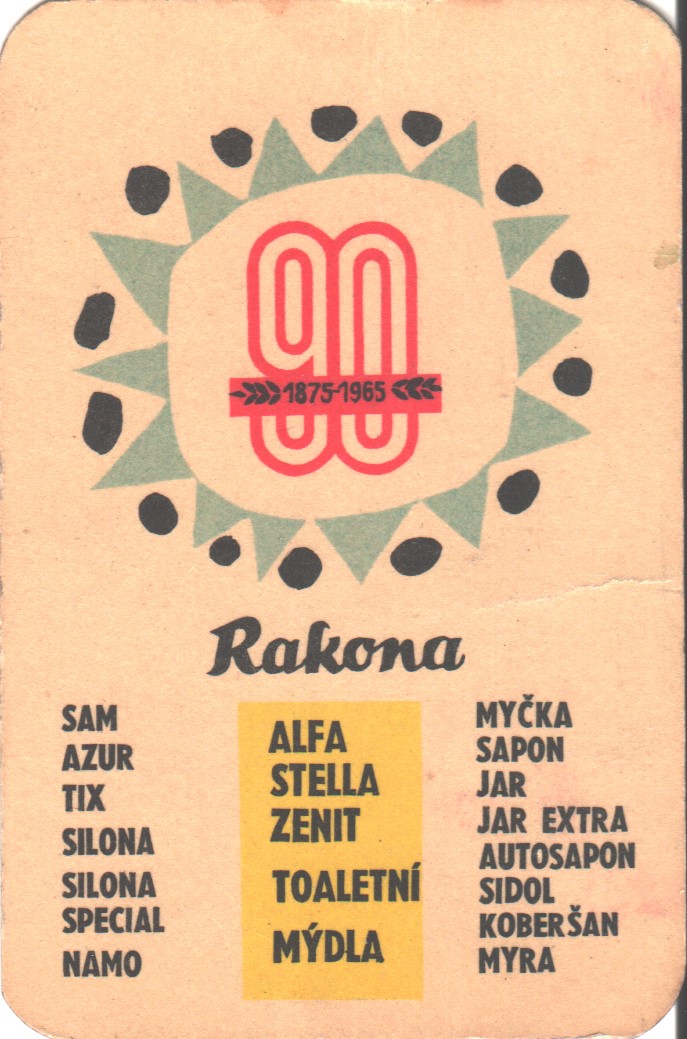 90
1875-1965
Rakona
SAM
AZUR
TIX
SILONA
SILONA
SPECIAL
NAMO
ALFA
STELLA
ZENIT
TOALETNÍ
MÝDLA
MYČKA
SAPON
JAR
JAR EXTRA
AUTOSAPON
SIDOL
KOBERŠAN
MYRA